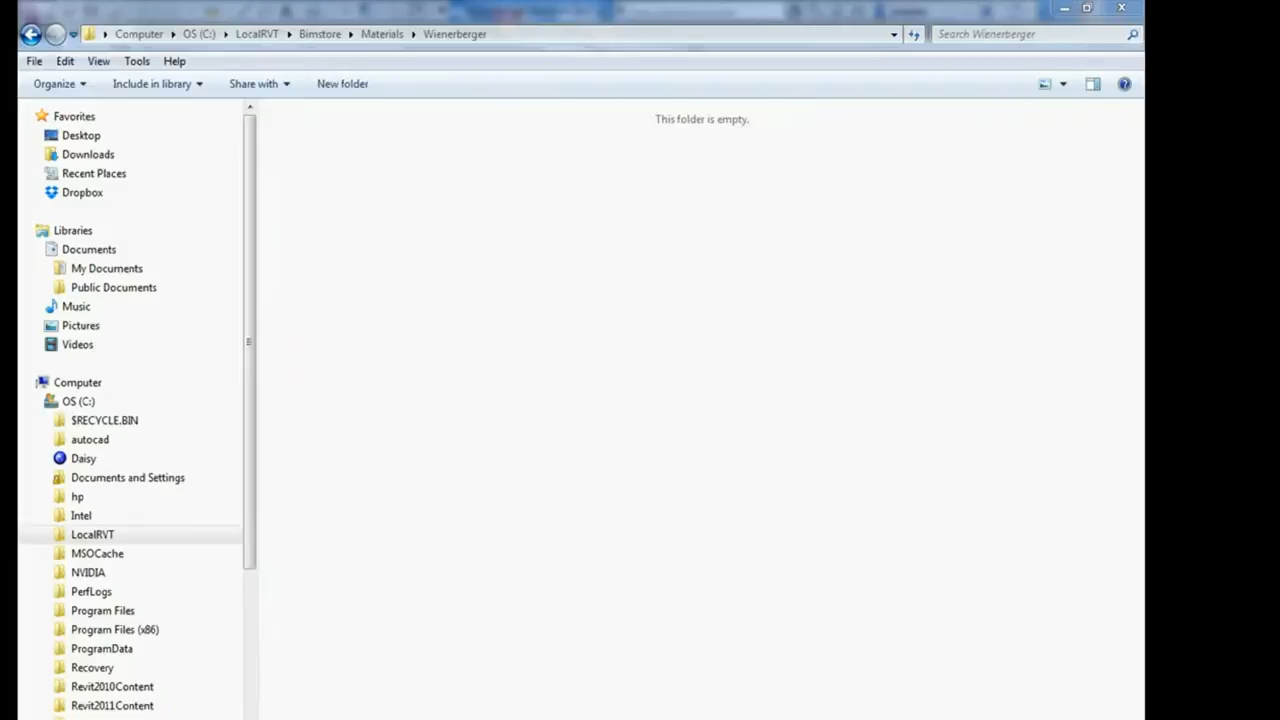 Computer OS (C:) LocalRVT Bimstore Materials Wienerberger Search Wienerberger
File Edit View Tools Help
Organize Include in library Share with New folder
Favorites
Desktop
Downloads
Recent Places
Dropbox
Libraries
Documents
My Documents
Public Documents
Music
Pictures
Videos
Computer
OS (C:)
$RECYCLE.BIN
autocad
Daisy
Documents and Settings
hp
Intel
LocalRVT
MSOCache
NVIDIA
PerfLogs
Program Files
Program Files (x86)
ProgramData
Recovery
Revit2010Content
Revit2011Content
This folder is empty.